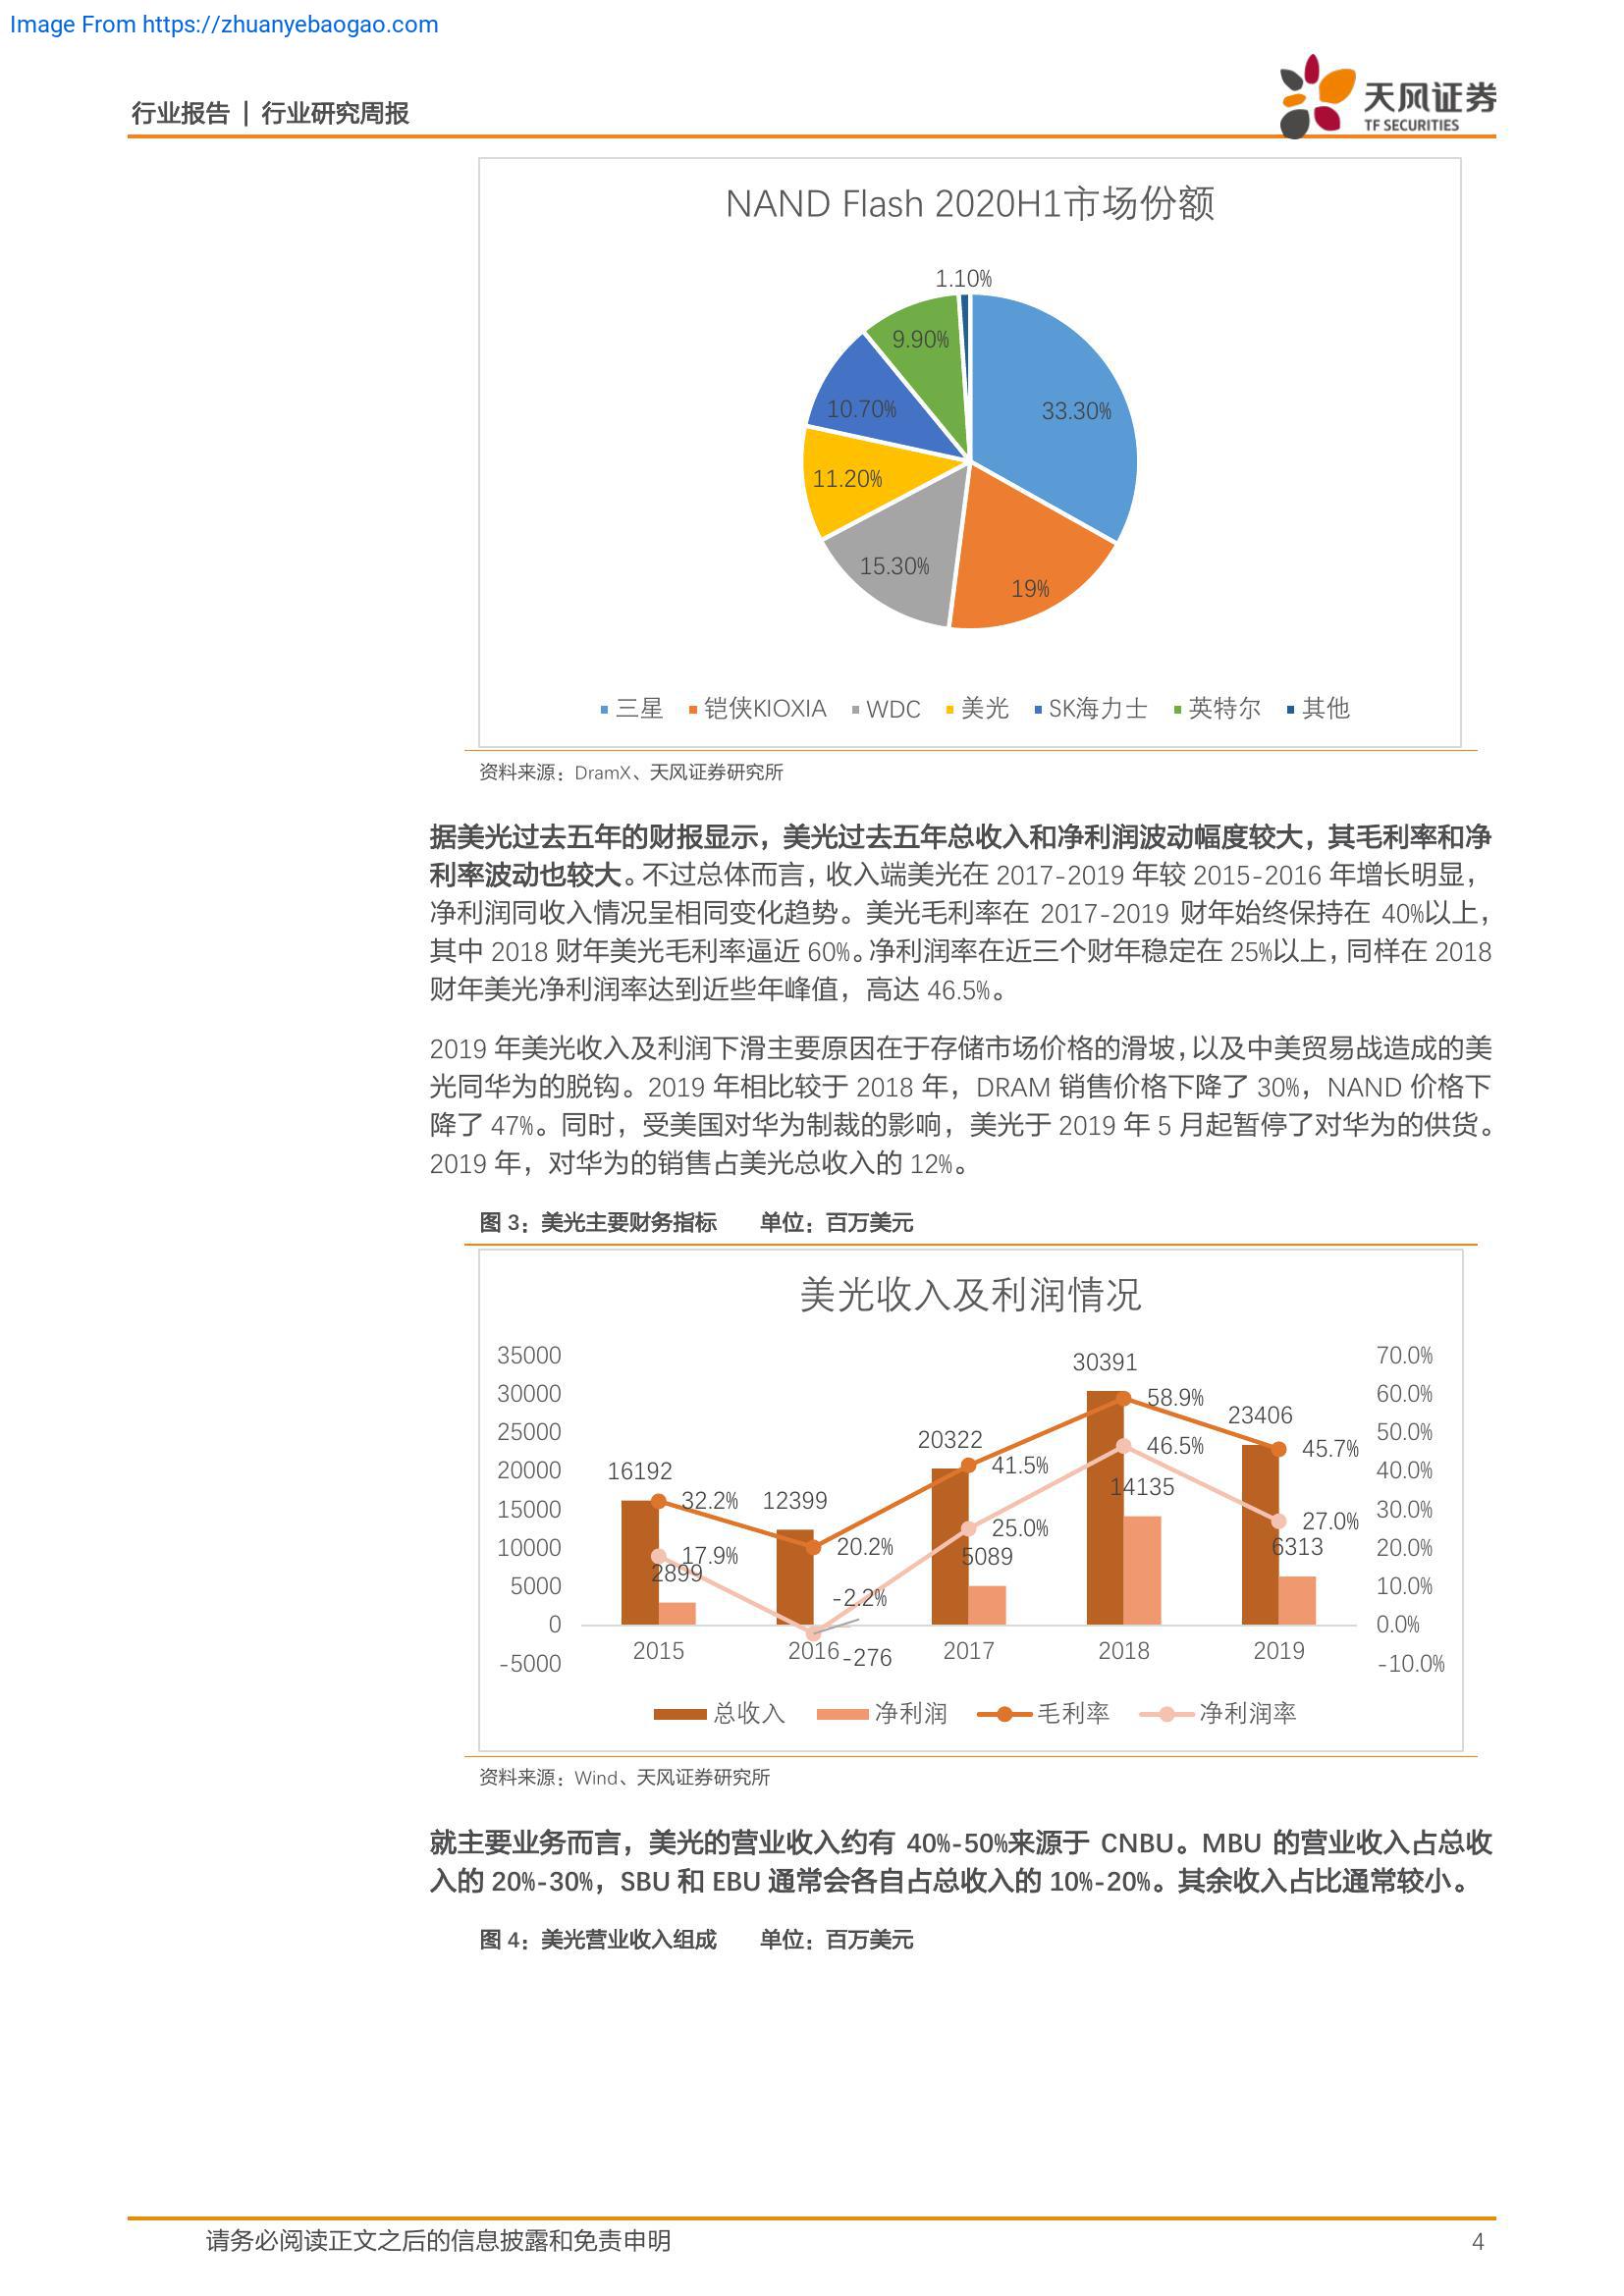 Image From https://zhuanyebaogao.com
行业报告 | 行业研究周报
天风证券
TF SECURITIES
NAND Flash 2020H1市场份额
1.10%
9.90%
33.30%
10.70%
11.20%
15.30%
19%
三星 铠侠KIOXIA WDC 美光 SK海力士 英特尔 其他
资料来源：DramX、天风证券研究所
据美光过去五年的财报显示，美光过去五年总收入和净利润波动幅度较大，其毛利率和净
利率波动也较大。不过总体而言，收入端美光在 2017-2019 年较 2015-2016 年增长明显，
净利润同收入情况呈相同变化趋势。美光毛利率在 2017-2019 财年始终保持在 40%以上，
其中 2018 财年美光毛利率逼近 60%。净利润率在近三个财年稳定在 25%以上，同样在 2018
财年美光净利润率达到近些年峰值，高达 46.5%。
2019 年美光收入及利润下滑主要原因在于存储市场价格的滑坡，以及中美贸易战造成的美
光同华为的脱钩。2019 年相比较于 2018 年，DRAM 销售价格下降了 30%，NAND 价格下
降了 47%。同时，受美国对华为制裁的影响，美光于 2019 年 5 月起暂停了对华为的供货。
2019 年，对华为的销售占美光总收入的 12%。
图 3：美光主要财务指标 单位：百万美元
美光收入及利润情况
35000 30391 70.0%
30000 58.9% 60.0%
25000 20322 23406 50.0%
46.5% 45.7%
20000 16192 41.5% 40.0%
14135
15000 32.2% 12399 30.0%
25.0% 27.0%
10000 17.9% 20.2% 5089 6313 20.0%
5000 2899 -2.2% 10.0%
0 0.0%
2015 2016 -276 2017 2018 2019
-5000 -10.0%
总收入 净利润 毛利率 净利润率
资料来源：Wind、天风证券研究所
就主要业务而言，美光的营业收入约有 40%-50%来源于 CNBU。MBU 的营业收入占总收
入的 20%-30%，SBU 和 EBU 通常会各自占总收入的 10%-20%。其余收入占比通常较小。
图 4：美光营业收入组成 单位：百万美元
请务必阅读正文之后的信息披露和免责申明 4